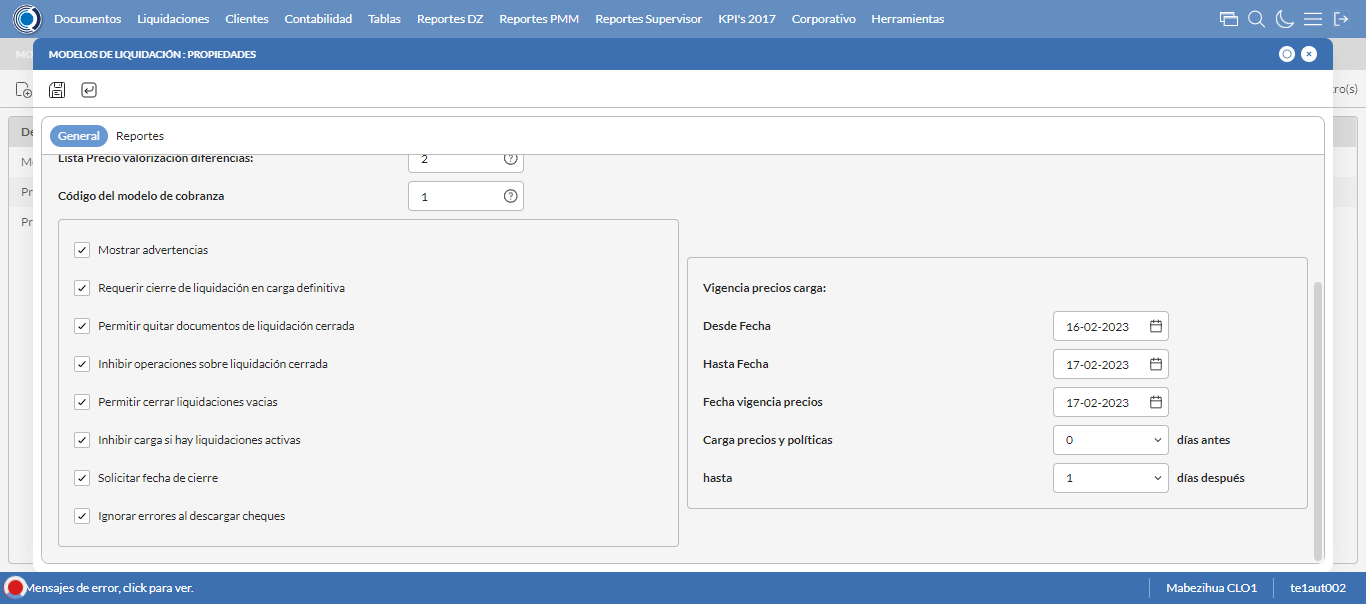 Documentos Liquidaciones Clientes Contabilidad Tablas Reportes DZ Reportes PMM Reportes Supervisor KPI's 2017 Corporativo Herramientas
MODELOS DE LIQUIDACIÓN : PROPIEDADES
ro(s)
General Reportes
De
Mo
Pr
Pr
Lista Precio valorización diferencias: 2
Código del modelo de cobranza 1
Mostrar advertencias
Requerir cierre de liquidación en carga definitiva
Permitir quitar documentos de liquidación cerrada
Inhibir operaciones sobre liquidación cerrada
Permitir cerrar liquidaciones vacias
Inhibir carga si hay liquidaciones activas
Solicitar fecha de cierre
Ignorar errores al descargar cheques
Vigencia precios carga:
Desde Fecha 16-02-2023
Hasta Fecha 17-02-2023
Fecha vigencia precios 17-02-2023
Carga precios y políticas 0 días antes
hasta 1 días después
Mensajes de error, click para ver. Mabezihua CLO1 te1aut002